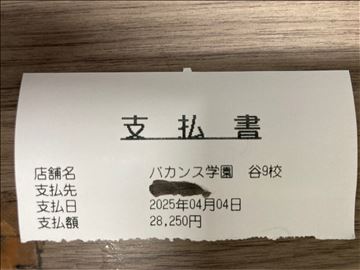 支払書
店舗名 バカンス学園 谷9校
支払先
支払日 2025年04月04日
支払額 28,250円